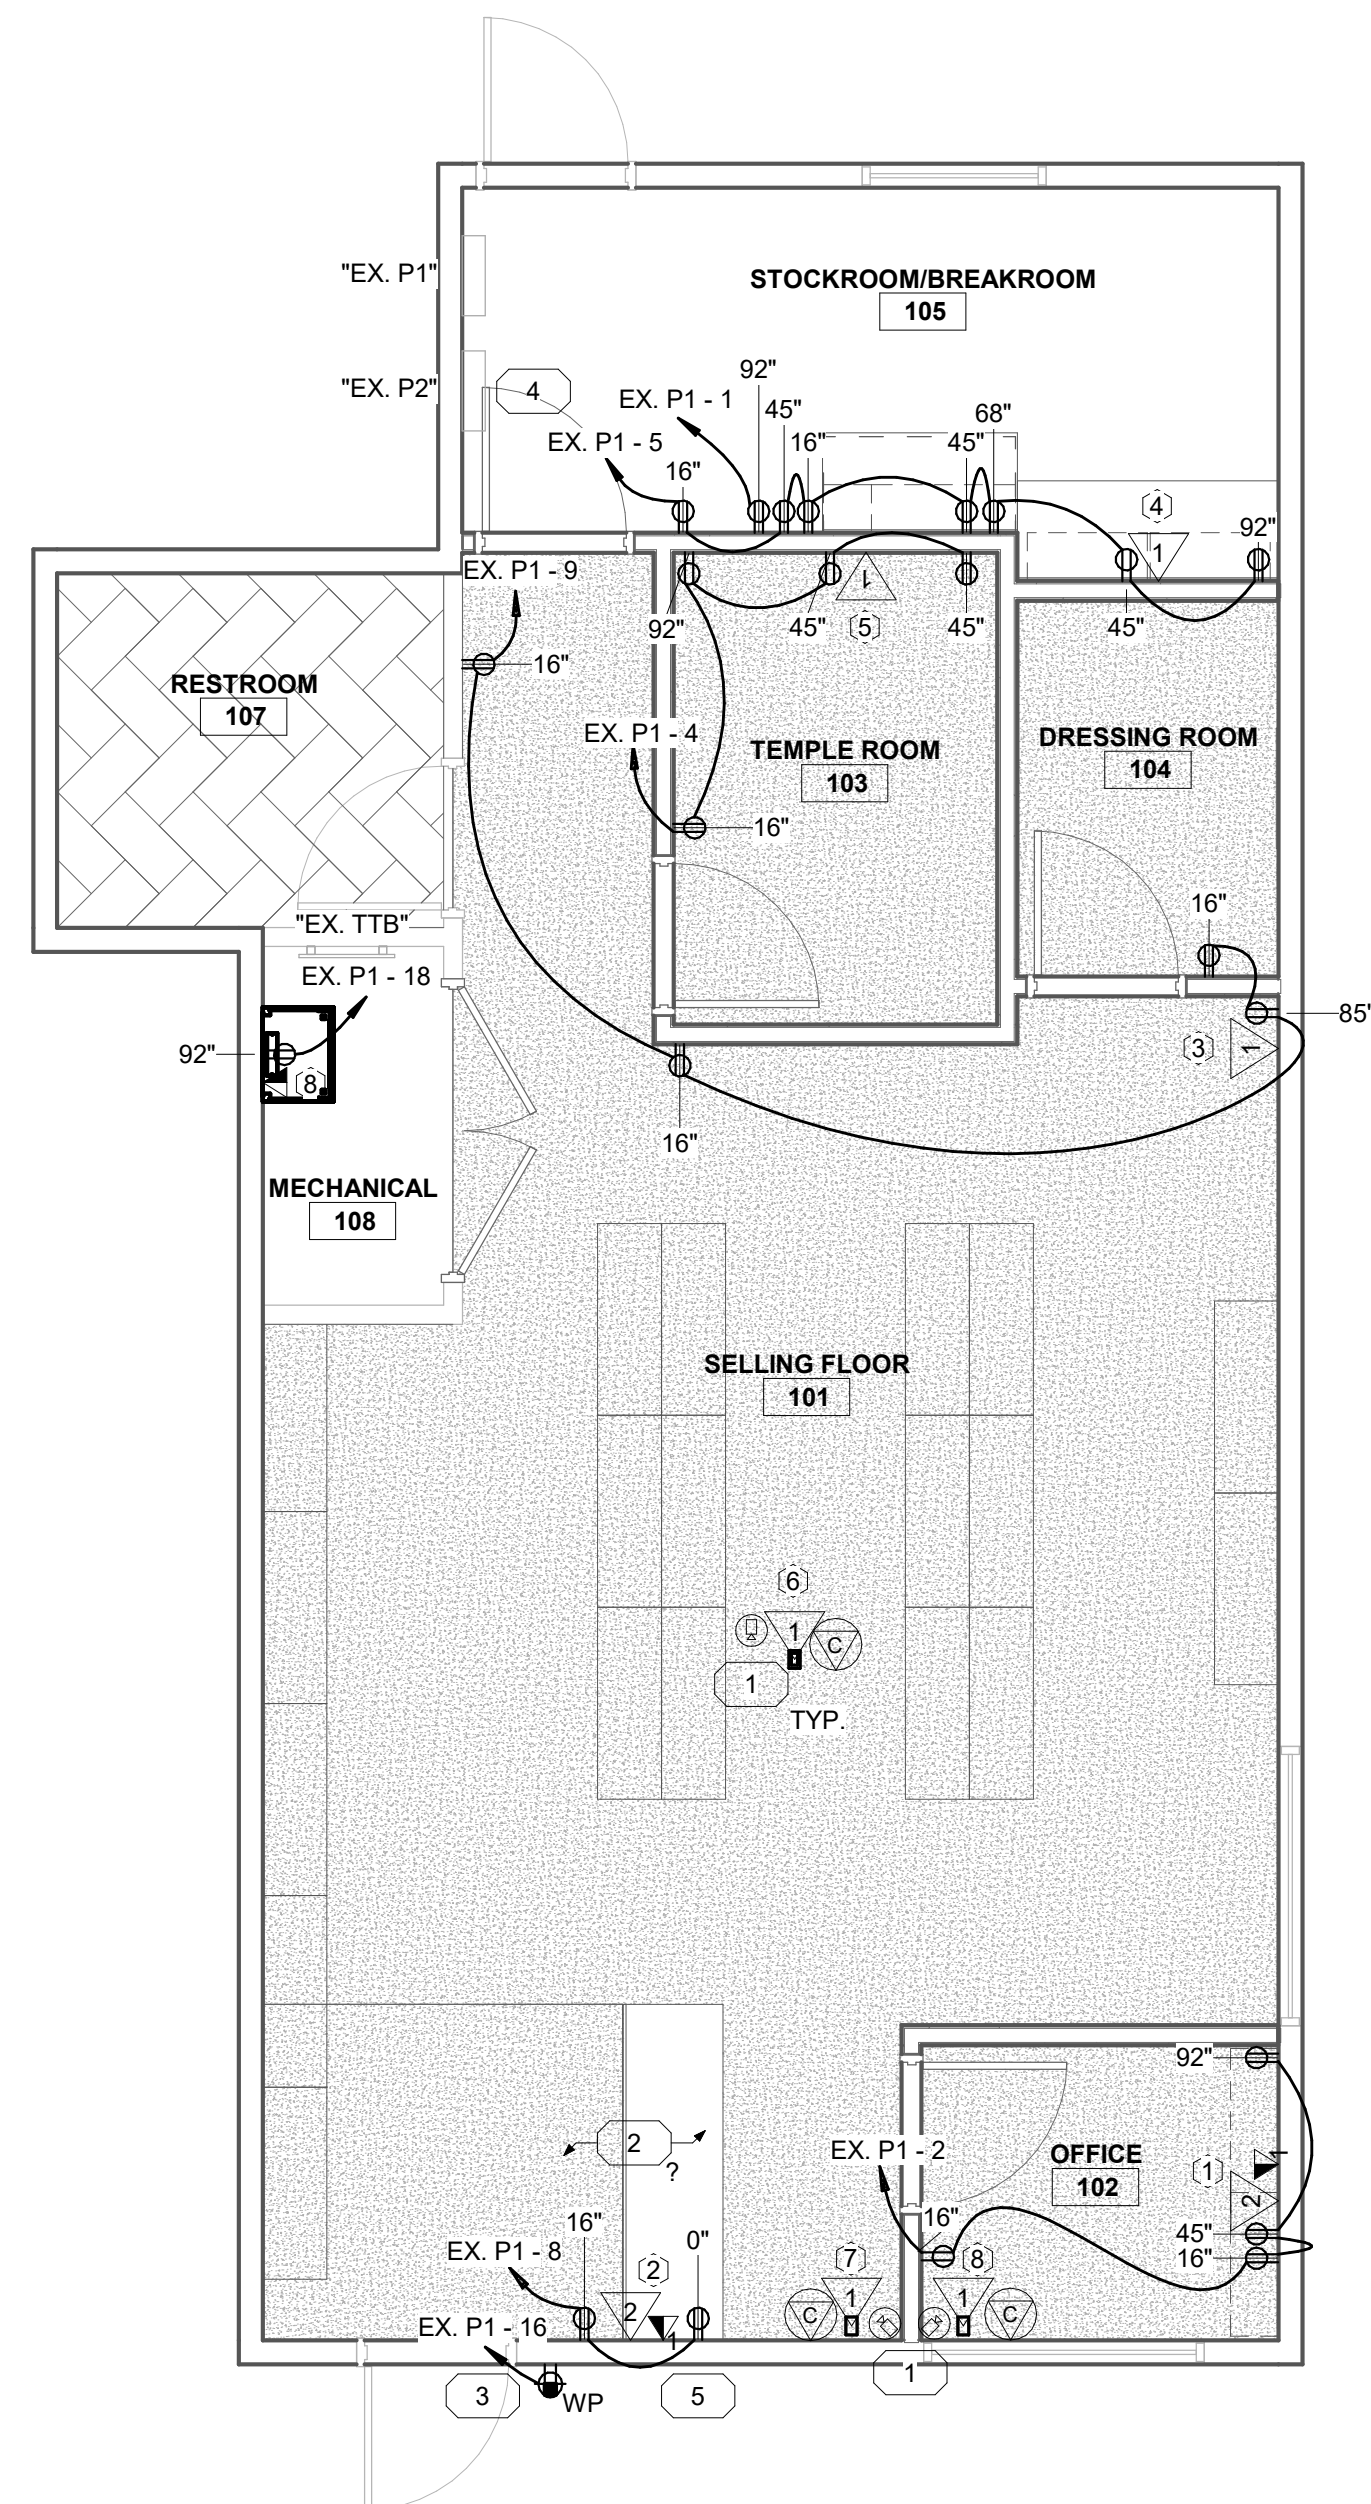 "EX. P1"
STOCKROOM/BREAKROOM
105
"EX. P2"
4
92"
EX. P1 - 1
45"
68"
EX. P1 - 5
16"
45"
16"
4
1
92"
EX. P1 - 9
92"
45"
1
5
45"
45"
16"
RESTROOM
107
EX. P1 - 4
TEMPLE ROOM
103
DRESSING ROOM
104
16"
16"
"EX. TTB"
EX. P1 - 18
92"
8
85"
3
1
16"
MECHANICAL
108
SELLING FLOOR
101
6
1
C
1
TYP.
92"
2
?
EX. P1 - 2
OFFICE
102
1
1
2
16"
45"
16"
16"
0"
EX. P1 - 8
2
2
1
7
1
C
8
1
C
EX. P1 - 16
3
WP
5
1